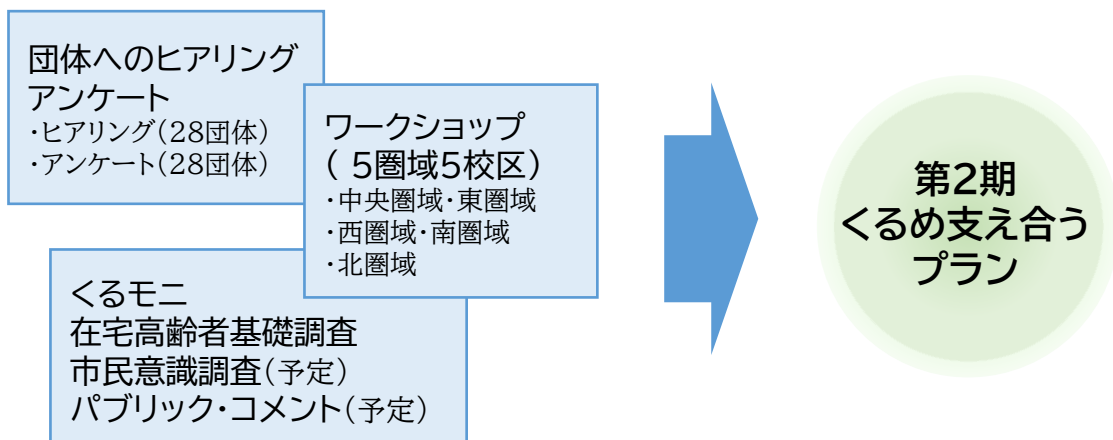 団体へのヒアリング
アンケート
・ヒアリング(28団体)
・アンケート(28団体)
ワークショップ
( 5圏域5校区)
・中央圏域・東圏域
・西圏域・南圏域
・北圏域
くるモニ
在宅高齢者基礎調査
市民意識調査(予定)
パブリック・コメント(予定)
第2期
くるめ支え合う
プラン